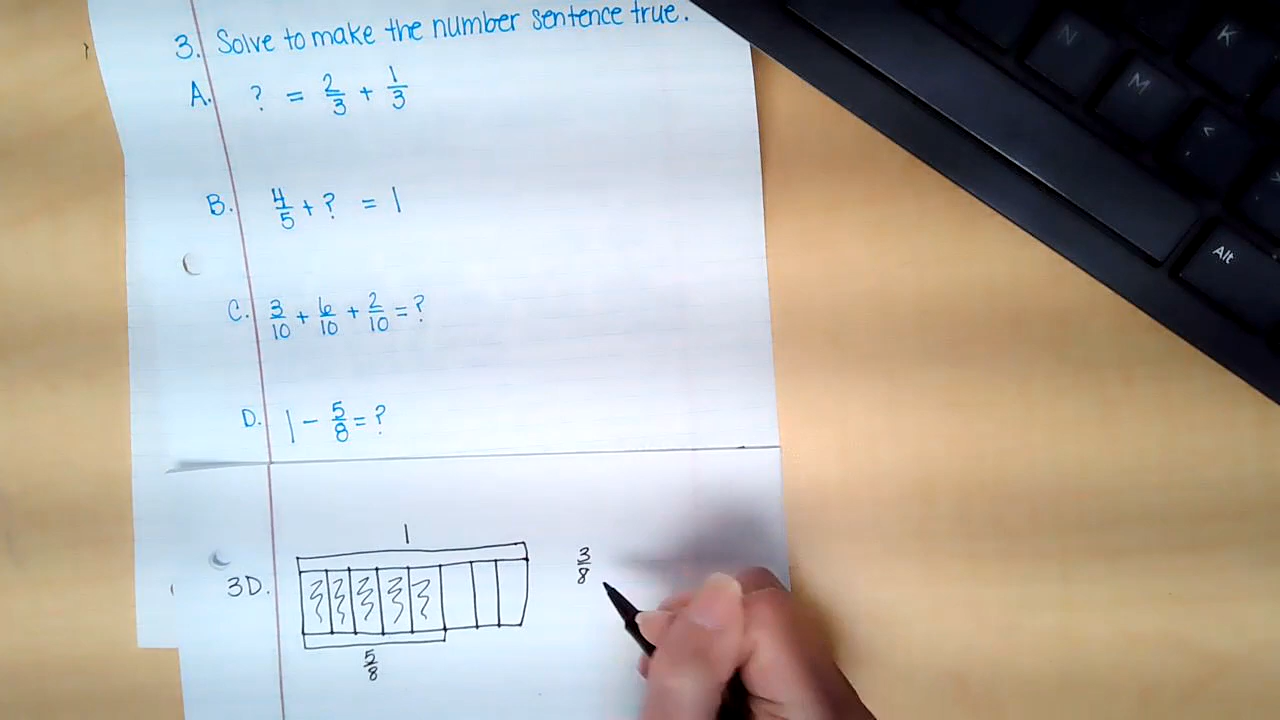 3. Solve to make the number sentence true.
A. ? = 2/3 + 1/3
B. 4/5 + ? = 1
C. 3/10 + 6/10 + 2/10 = ?
D. 1 - 5/8 = ?
1
3D.
3/8
5/8
N
M
K
<
,
Alt